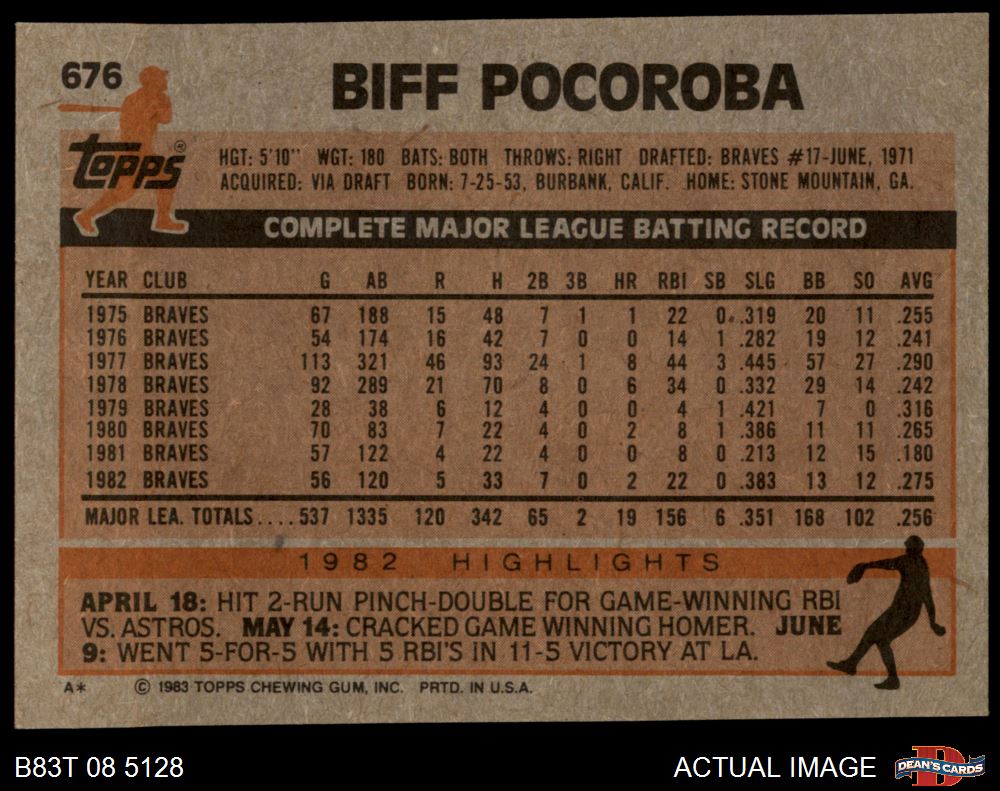 676
BIFF POCOROBA
Topps®
HGT: 5'10" WGT: 180 BATS: BOTH THROWS: RIGHT DRAFTED: BRAVES #17-JUNE, 1971
ACQUIRED: VIA DRAFT BORN: 7-25-53, BURBANK, CALIF. HOME: STONE MOUNTAIN, GA.
COMPLETE MAJOR LEAGUE BATTING RECORD
YEAR CLUB G AB R H 2B 3B HR RBI SB SLG BB SO AVG
1975 BRAVES 67 188 15 48 7 1 1 22 0 .319 20 11 .255
1976 BRAVES 54 174 16 42 7 0 0 14 1 .282 19 12 .241
1977 BRAVES 113 321 46 93 24 1 8 44 3 .445 57 27 .290
1978 BRAVES 92 289 21 70 8 0 6 34 0 .332 29 14 .242
1979 BRAVES 28 38 6 12 4 0 0 4 1 .421 7 0 .316
1980 BRAVES 70 83 7 22 4 0 2 8 1 .386 11 11 .265
1981 BRAVES 57 122 4 22 4 0 0 8 0 .213 12 15 .180
1982 BRAVES 56 120 5 33 7 0 2 22 0 .383 13 12 .275
MAJOR LEA. TOTALS.... 537 1335 120 342 65 2 19 156 6 .351 168 102 .256
1982 HIGHLIGHTS
APRIL 18: HIT 2-RUN PINCH-DOUBLE FOR GAME-WINNING RBI
VS. ASTROS. MAY 14: CRACKED GAME WINNING HOMER. JUNE
9: WENT 5-FOR-5 WITH 5 RBI'S IN 11-5 VICTORY AT LA.
A* © 1983 TOPPS CHEWING GUM, INC. PRTD. IN U.S.A.
B83T 08 5128 ACTUAL IMAGE DEAN'S CARDS